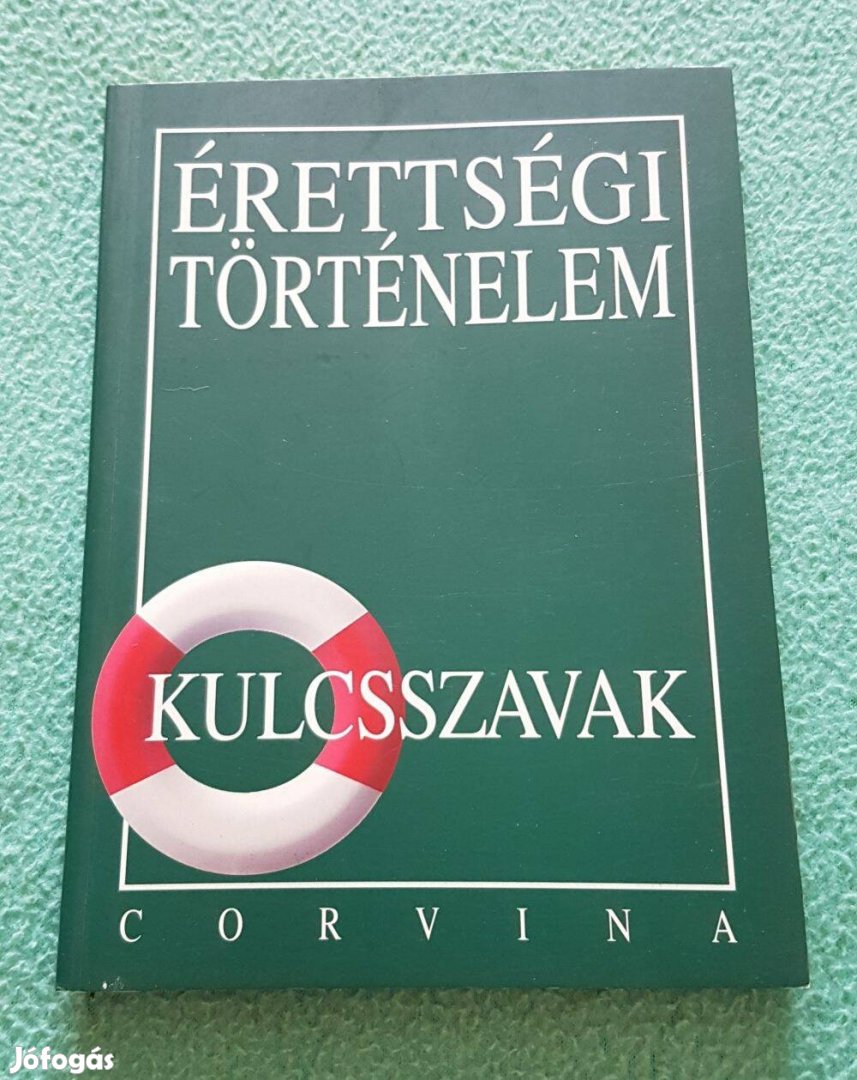 ÉRETTSÉGI
TÖRTÉNELEM
KULCSSZAVAK
CORVINA
Jófogás